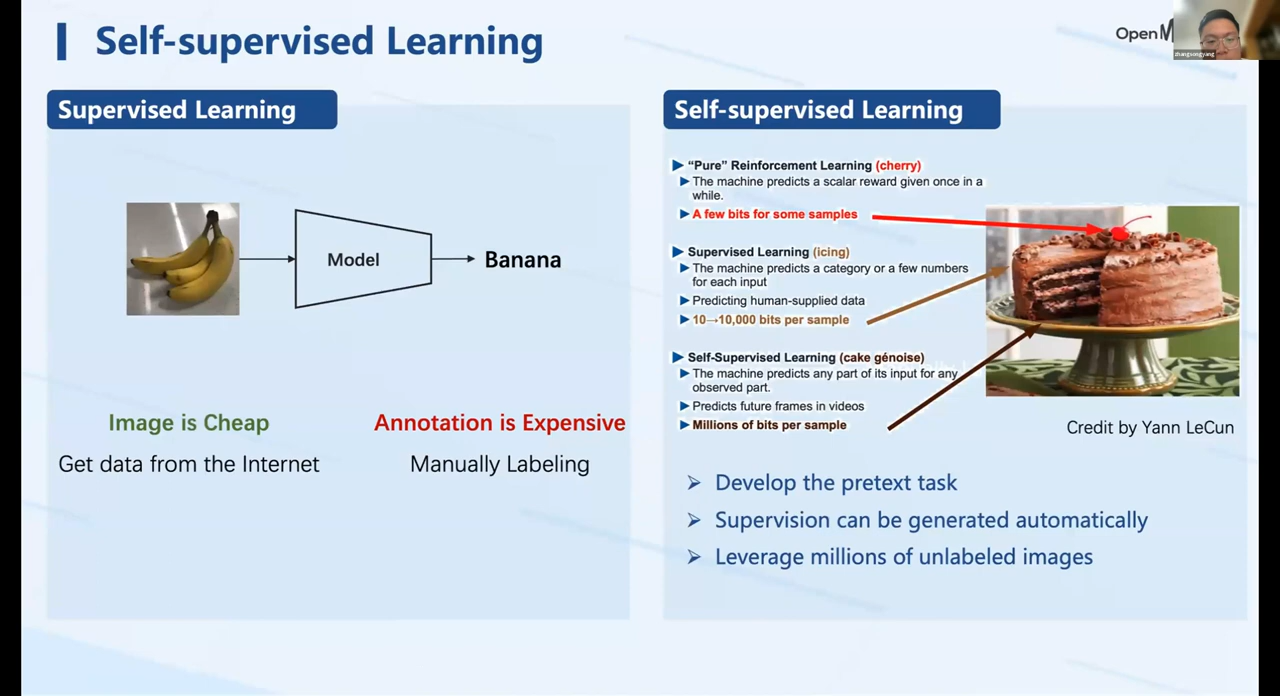 Self-supervised Learning
Open
zhangsongyang
Supervised Learning
Model
Banana
Image is Cheap
Annotation is Expensive
Get data from the Internet
Manually Labeling
Self-supervised Learning
“Pure” Reinforcement Learning (cherry)
The machine predicts a scalar reward given once in a
while.
A few bits for some samples
Supervised Learning (icing)
The machine predicts a category or a few numbers
for each input
Predicting human-supplied data
10→10,000 bits per sample
Self-Supervised Learning (cake génoise)
The machine predicts any part of its input for any
observed part.
Predicts future frames in videos
Millions of bits per sample
Credit by Yann LeCun
Develop the pretext task
Supervision can be generated automatically
Leverage millions of unlabeled images